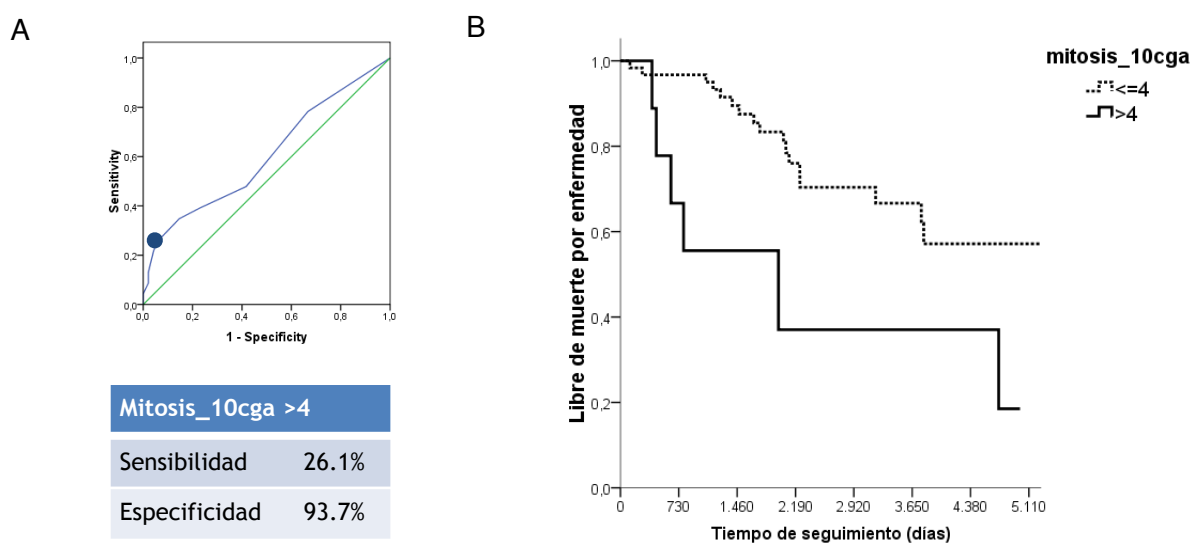 A
1,0
0,8
0,6
0,4
0,2
0,0
Sensitivity
0,0 0,2 0,4 0,6 0,8 1,0
1 - Specificity
Mitosis_10cga >4
Sensibilidad 26.1%
Especificidad 93.7%
B
1,0
0,8
0,6
0,4
0,2
0,0
Libre de muerte por enfermedad
0 730 1.460 2.190 2.920 3.650 4.380 5.110
Tiempo de seguimiento (días)
mitosis_10cga
<=4
>4